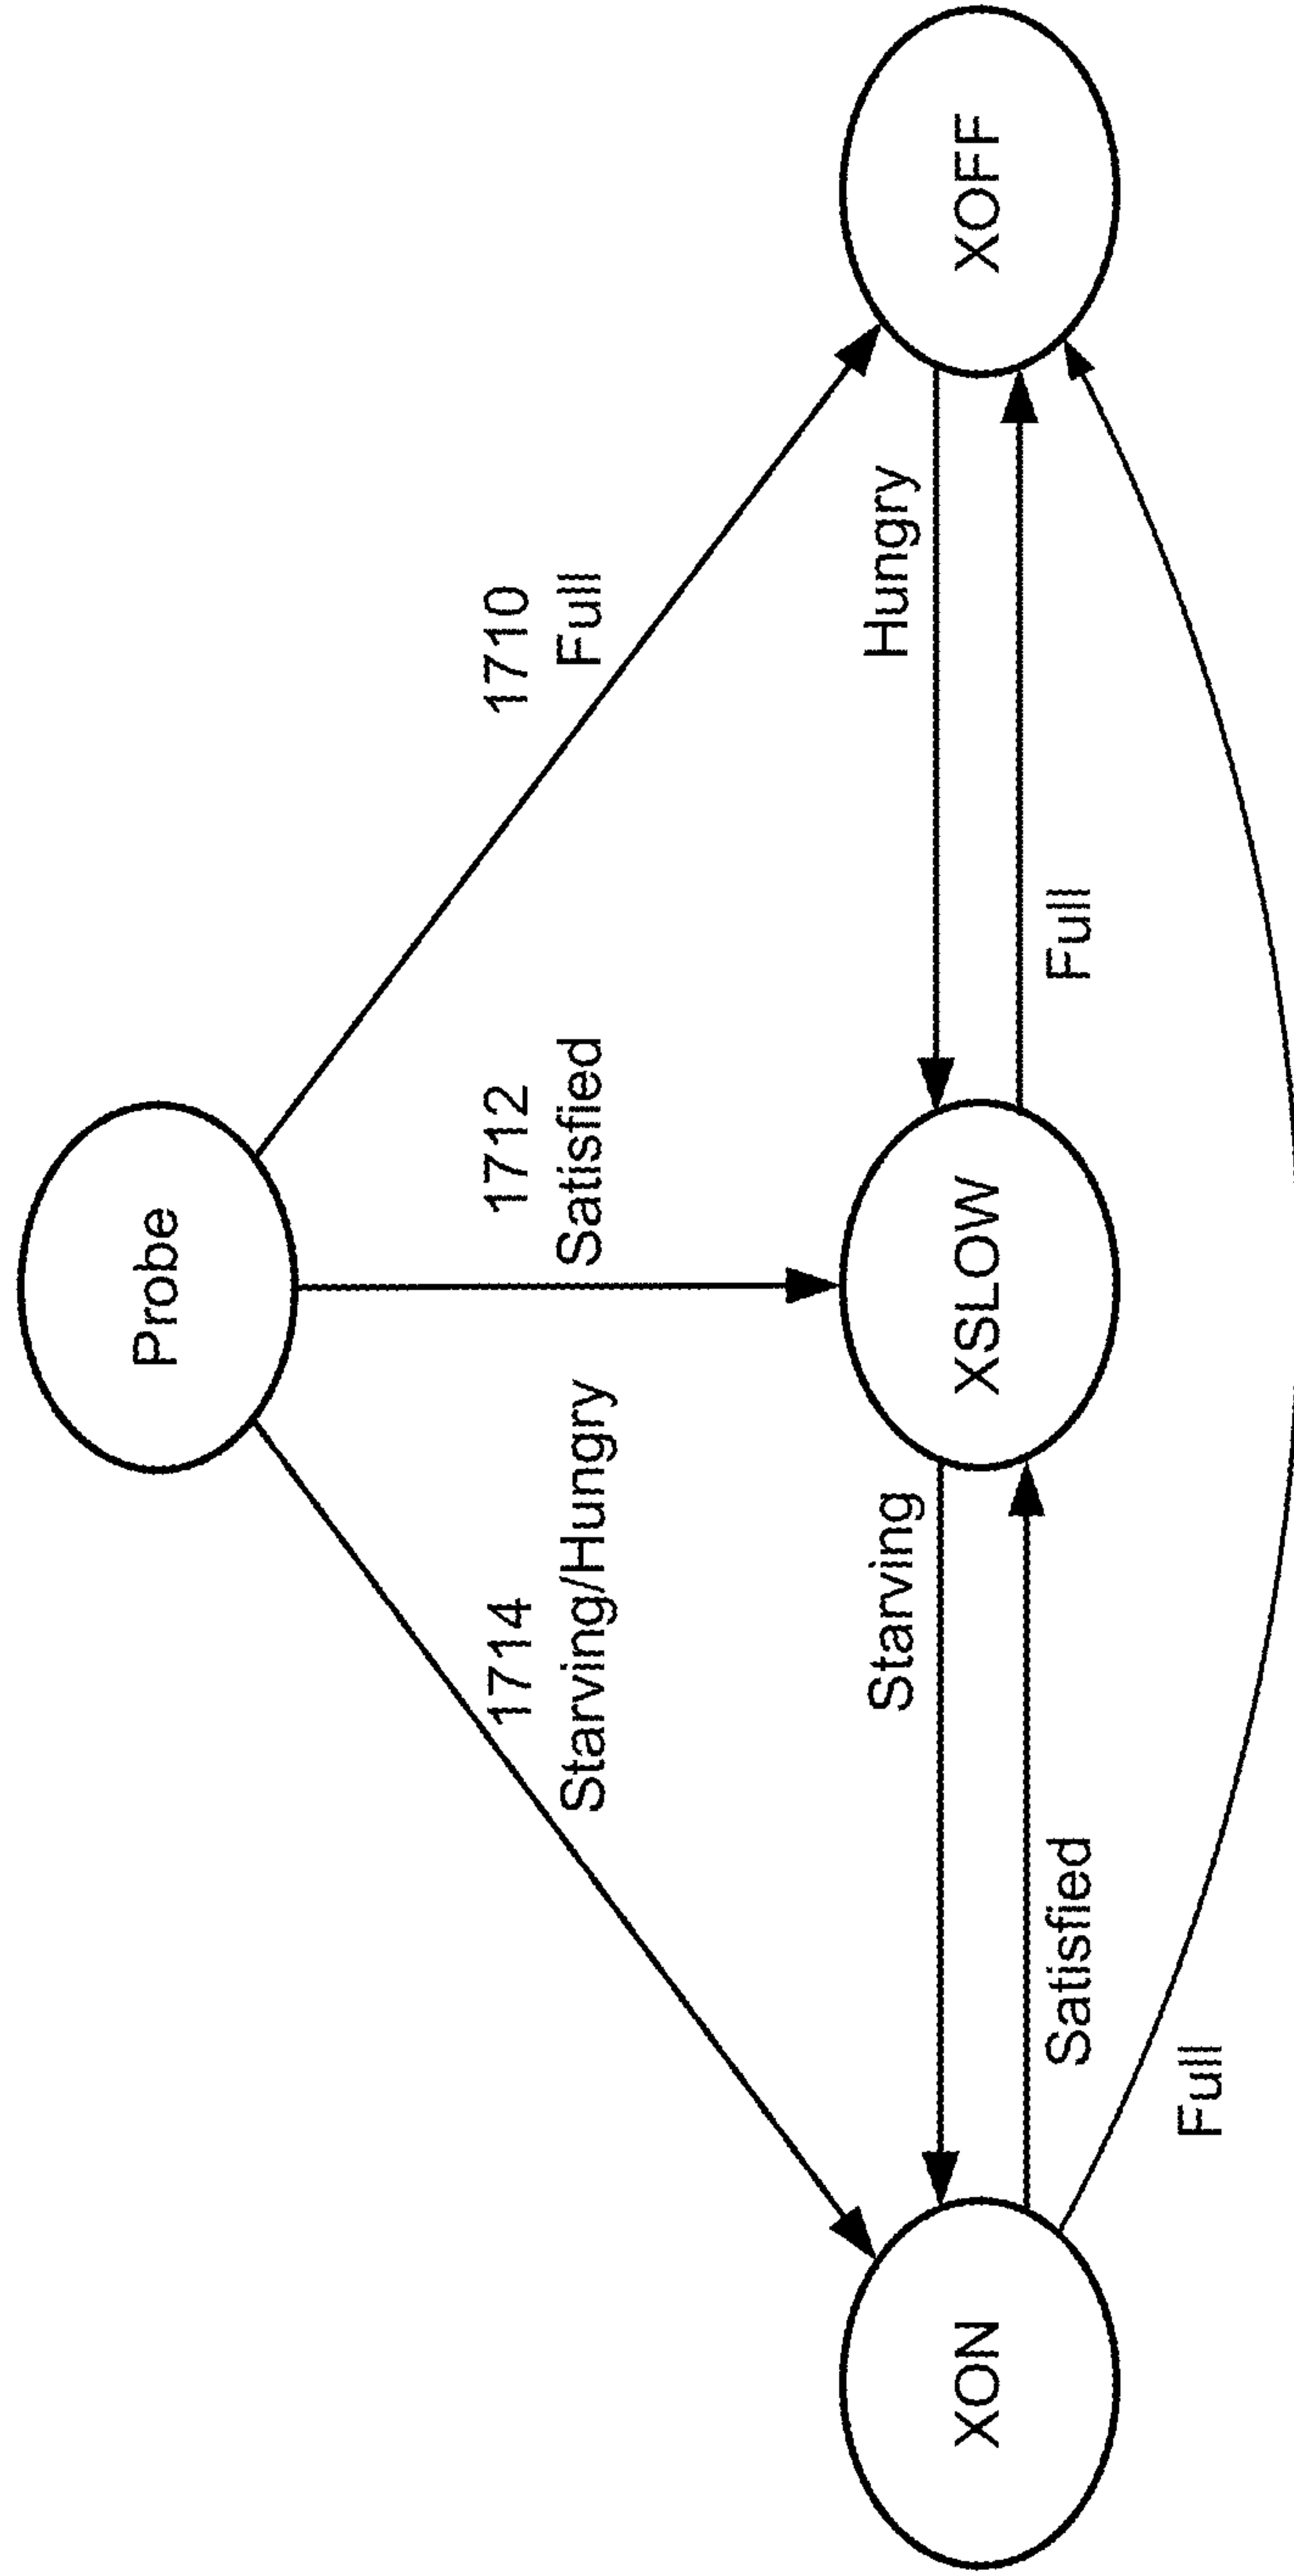 Probe
1714
Starving/Hungry
1712
Satisfied
1710
Full
Starving
Hungry
XON
XSLOW
XOFF
Satisfied
Full
Full